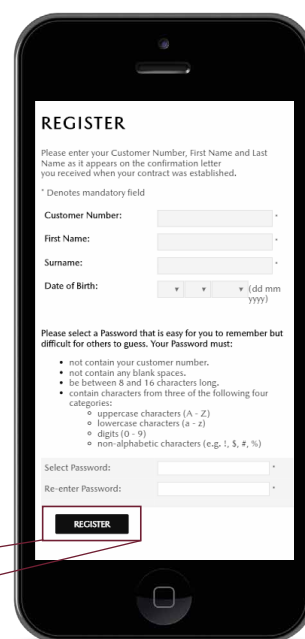 REGISTER
Please enter your Customer Number, First Name and Last
Name as it appears on the confirmation letter
you received when your contract was established.
* Denotes mandatory field
Customer Number: *
First Name: *
Surname: *
Date of Birth: (dd mm
yyyy)
Please select a Password that is easy for you to remember but
difficult for others to guess. Your Password must:
• not contain your customer number.
• not contain any blank
spaces.
• be between 8 and 16 characters long.
• contain characters from three of the following four
categories:
o uppercase characters (A - Z)
o lowercase characters (a - z)
o digits (0 - 9)
o non-alphabetic characters (e.g. !, $, #, %)
Select Password: *
Re-enter Password: *
REGISTER